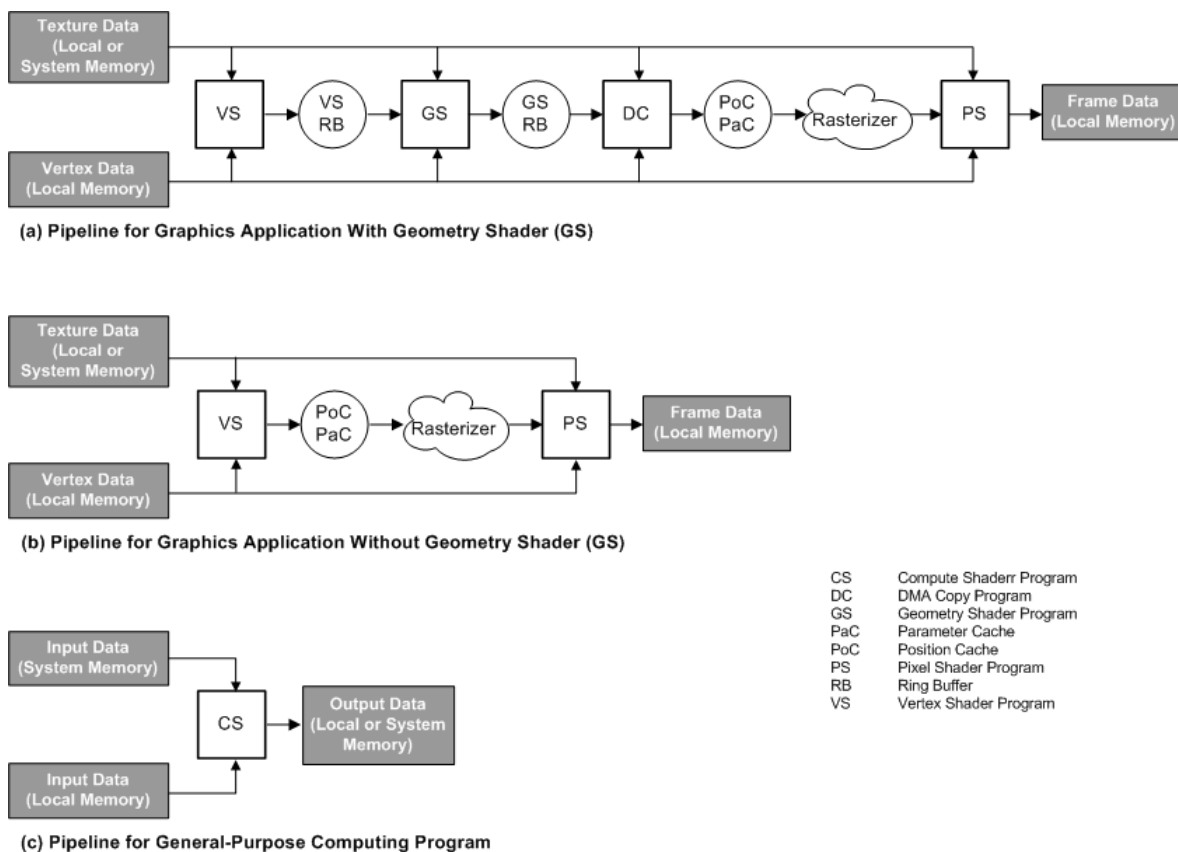 Texture Data
(Local or
System Memory)
VS
VS
RB
GS
GS
RB
DC
PoC
PaC
Rasterizer
PS
Frame Data
(Local Memory)
Vertex Data
(Local Memory)
(a) Pipeline for Graphics Application With Geometry Shader (GS)
Texture Data
(Local or
System Memory)
VS
PoC
PaC
Rasterizer
PS
Frame Data
(Local Memory)
Vertex Data
(Local Memory)
(b) Pipeline for Graphics Application Without Geometry Shader (GS)
CS Compute Shaderr Program
DC DMA Copy Program
GS Geometry Shader Program
PaC Parameter Cache
PoC Position Cache
PS Pixel Shader Program
RB Ring Buffer
VS Vertex Shader Program
Input Data
(System Memory)
CS
Output Data
(Local or System
Memory)
Input Data
(Local Memory)
(c) Pipeline for General-Purpose Computing Program